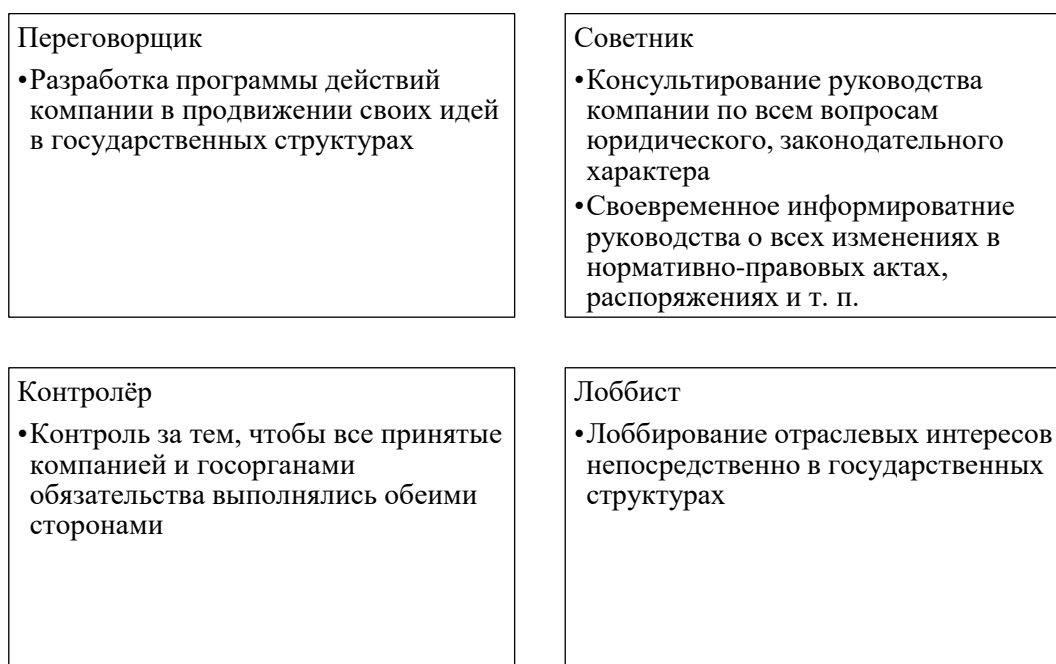 Переговорщик
•Разработка программы действий
компании в продвижении своих идей
в государственных структурах
Советник
•Консультирование руководства
компании по всем вопросам
юридического, законодательного
характера
•Своевременное информироватние
руководства о всех изменениях в
нормативно-правовых актах,
распоряжениях и т. п.
Контролёр
•Контроль за тем, чтобы все принятые
компанией и госорганами
обязательства выполнялись обеими
сторонами
Лоббист
•Лоббирование отраслевых интересов
непосредственно в государственных
структурах